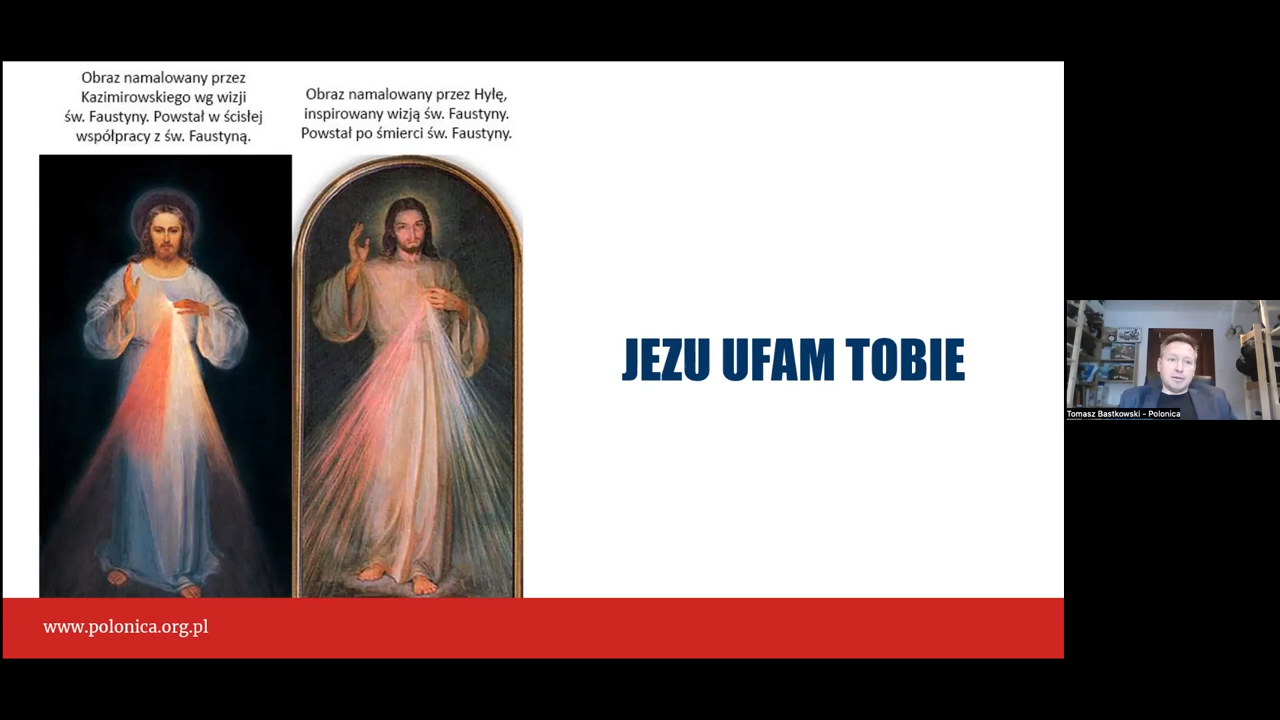 Obraz namalowany przez
Kazimirowskiego wg wizji
św. Faustyny. Powstał w ścisłej
współpracy z św. Faustyną.
Obraz namalowany przez Hyłę,
inspirowany wizją św. Faustyny.
Powstał po śmierci św. Faustyny.
JEZU UFAM TOBIE
www.polonica.org.pl
Tomasz Bastkowski - Polonica